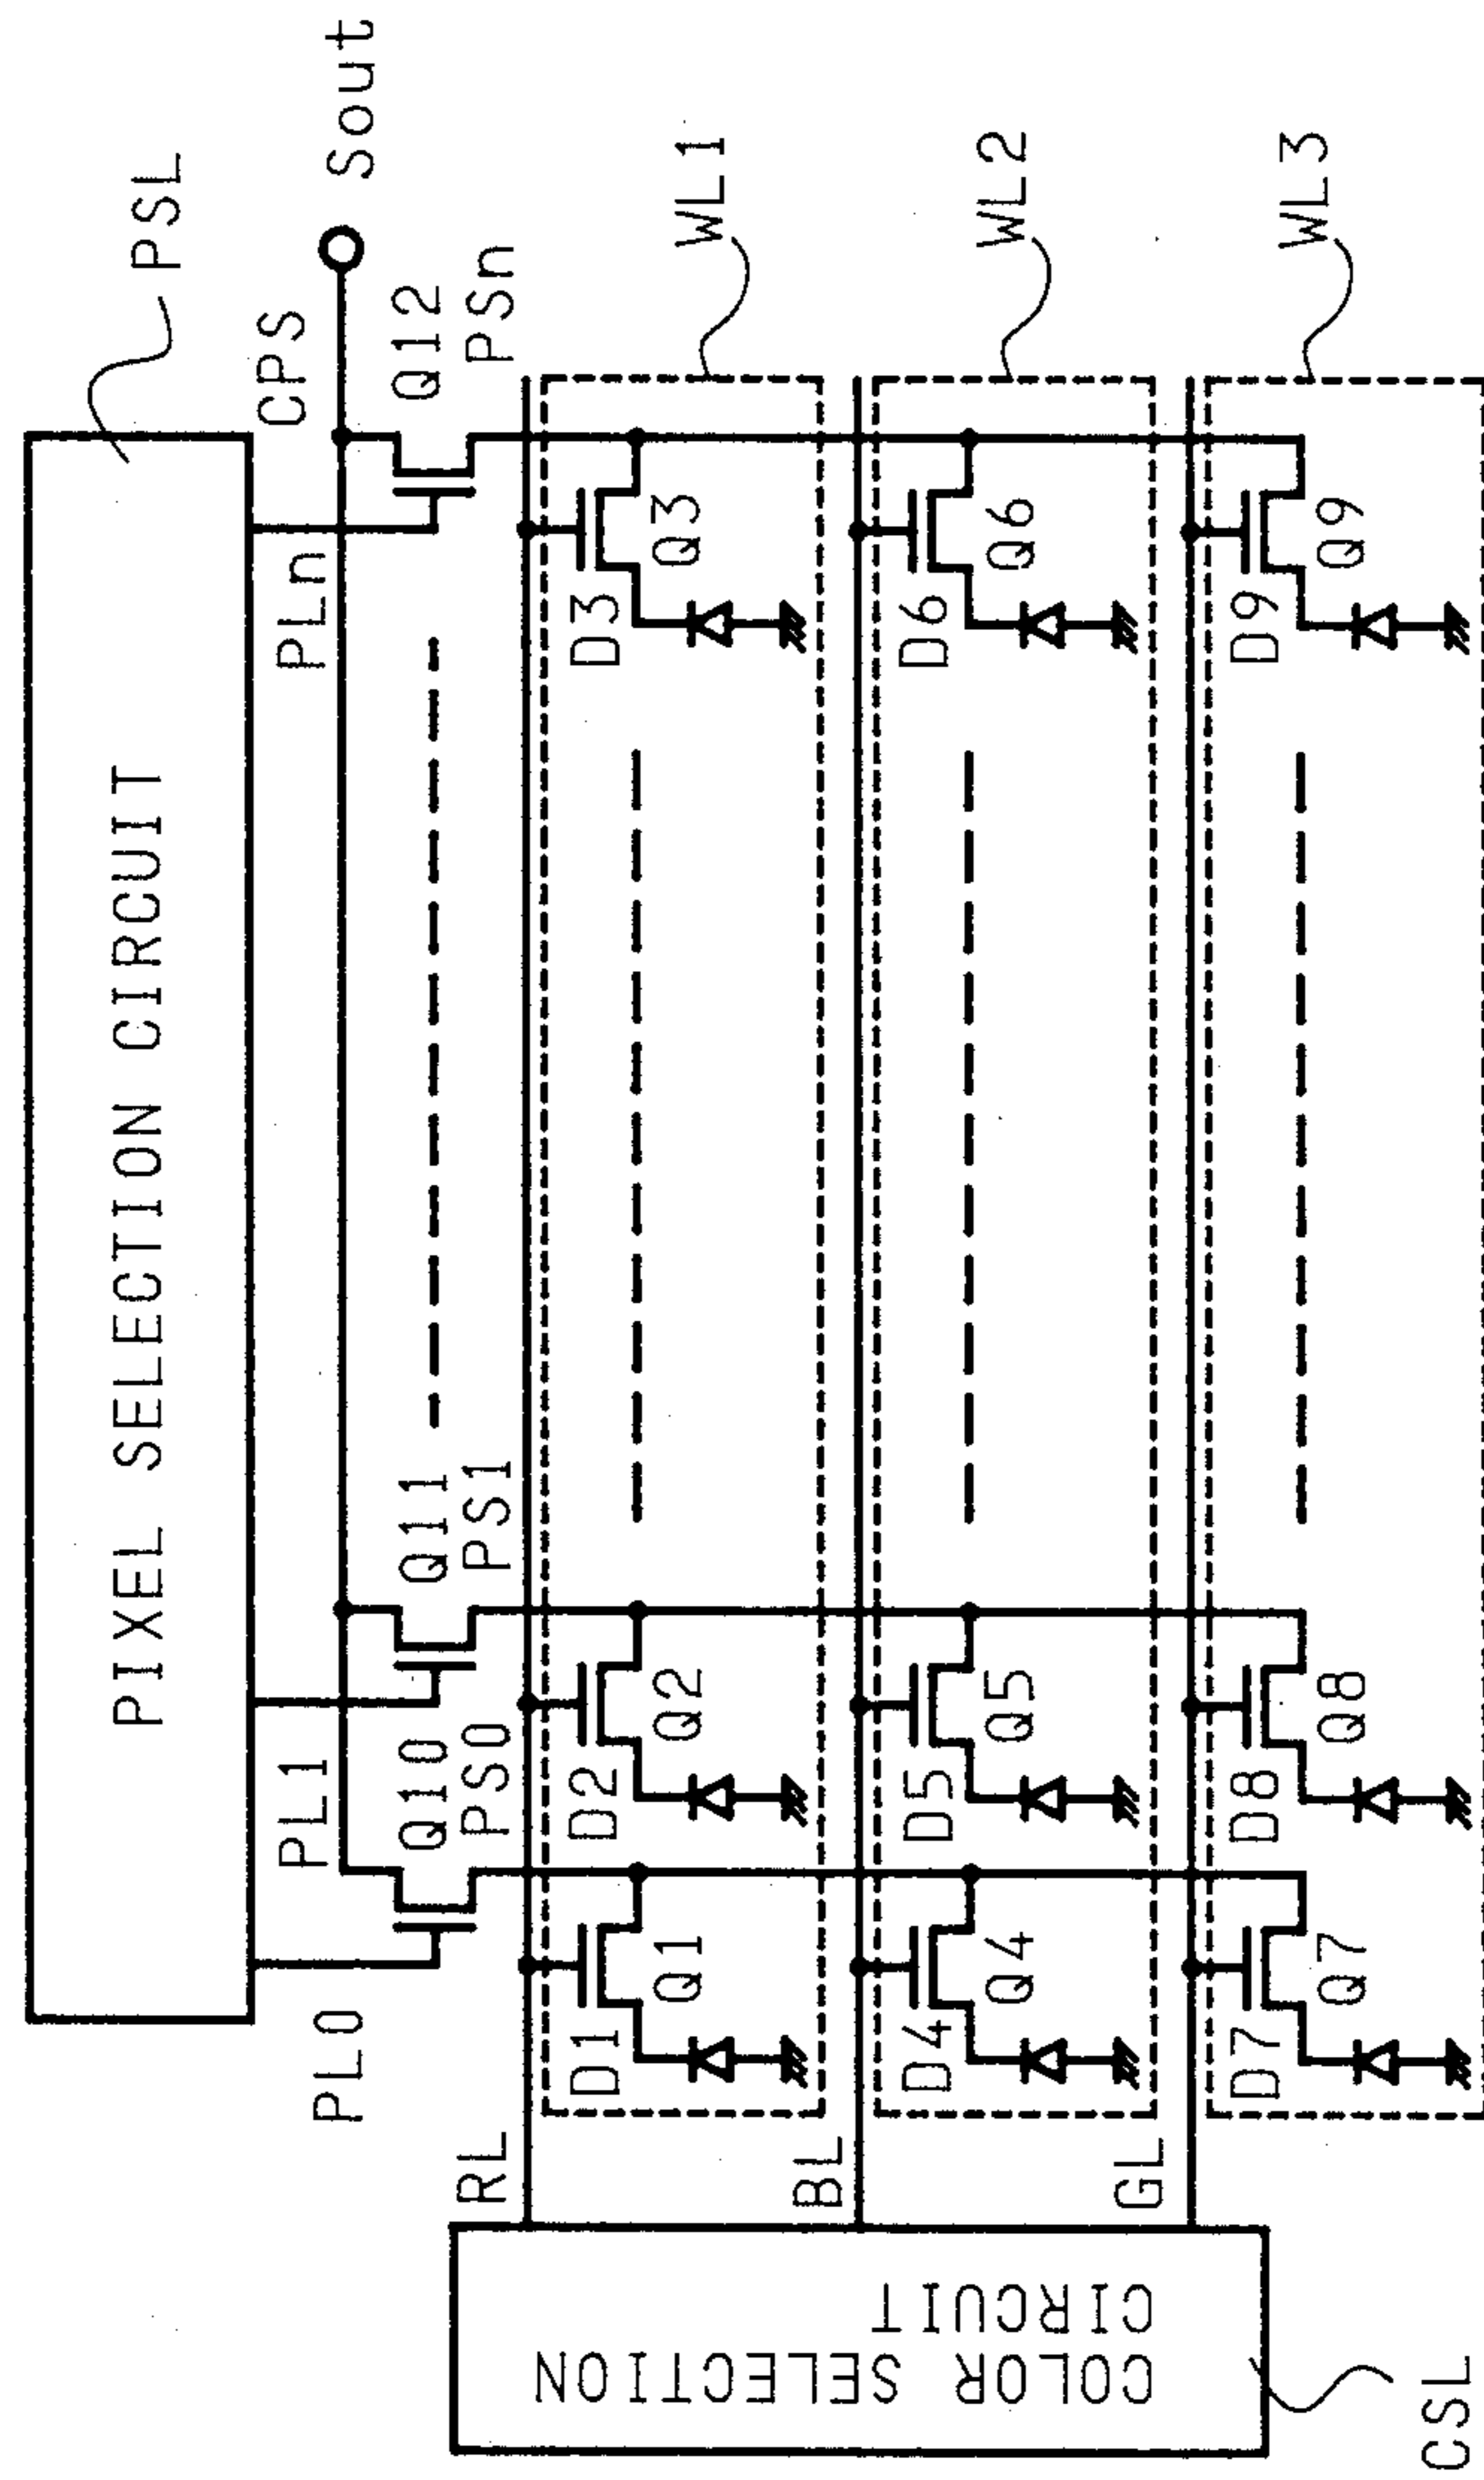 PIXEL SELECTION CIRCUIT
PSL
PL0
PL1
PLn
CPS
Sout
Q10
PS0
Q11
PS1
Q12
PSn
RL
D1
Q1
D2
Q2
D3
Q3
WL1
BL
D4
Q4
D5
Q5
D6
Q6
WL2
GL
D7
Q7
D8
Q8
D9
Q9
WL3
COLOR SELECTION
CIRCUIT
CSL